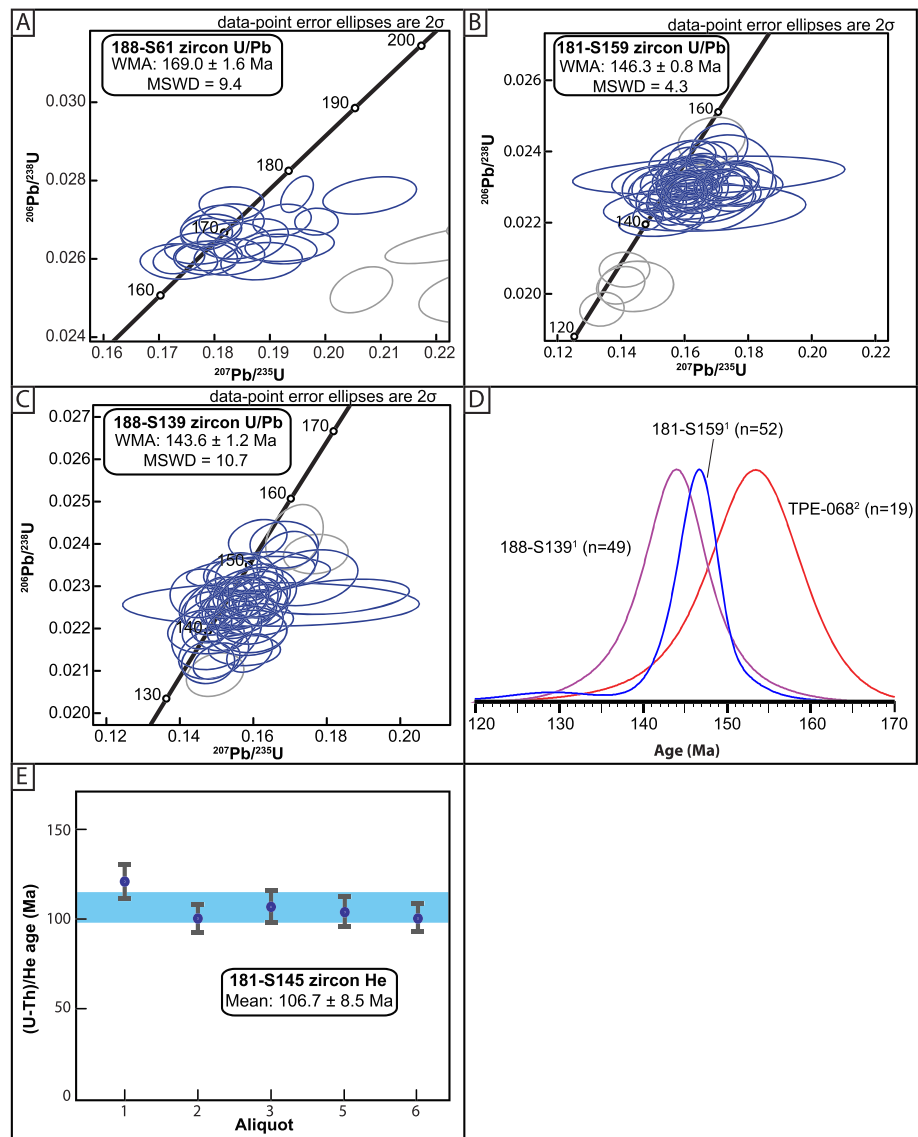 A
data-point error ellipses are 2σ
188-S61 zircon U/Pb
WMA: 169.0 ± 1.6 Ma
MSWD = 9.4
200
190
180
170
160
0.030
0.028
0.026
0.024
206Pb/238U
0.16 0.17 0.18 0.19 0.20 0.21 0.22
207Pb/235U
B
data-point error ellipses are 2σ
181-S159 zircon U/Pb
WMA: 146.3 ± 0.8 Ma
MSWD = 4.3
160
140
120
0.026
0.024
0.022
0.020
206Pb/238U
0.12 0.14 0.16 0.18 0.20 0.22
207Pb/235U
C
data-point error ellipses are 2σ
188-S139 zircon U/Pb
WMA: 143.6 ± 1.2 Ma
MSWD = 10.7
170
160
150
140
130
0.027
0.026
0.025
0.024
0.023
0.022
0.021
0.020
206Pb/238U
0.12 0.14 0.16 0.18 0.20
207Pb/235U
D
181-S159¹ (n=52)
TPE-068² (n=19)
188-S139¹ (n=49)
120 130 140 150 160 170
Age (Ma)
E
150
100
50
0
(U-Th)/He age (Ma)
181-S145 zircon He
Mean: 106.7 ± 8.5 Ma
1 2 3 5 6
Aliquot